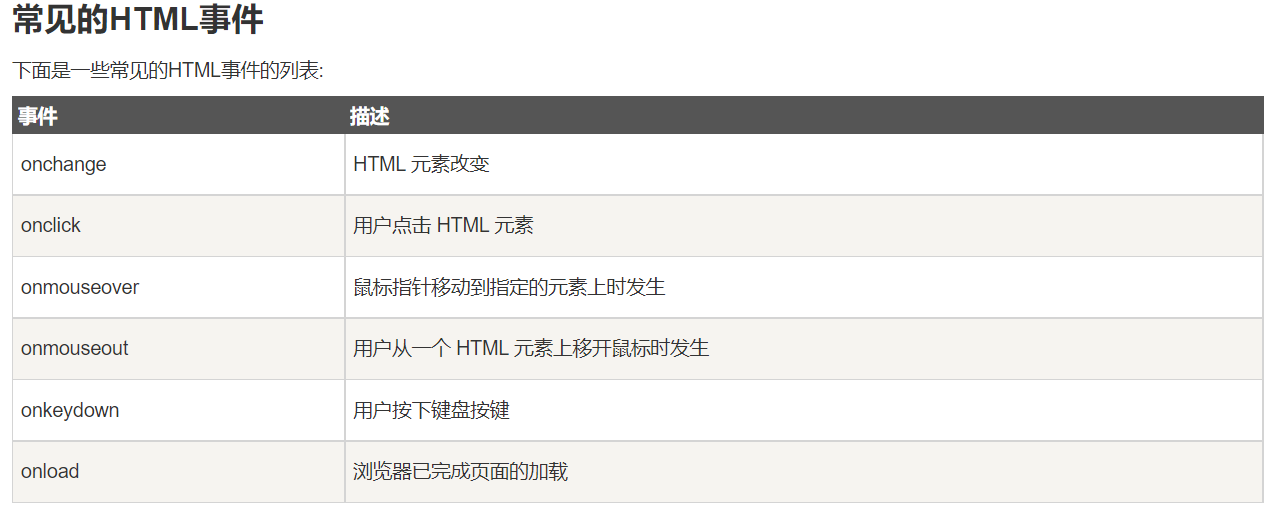 常见的HTML事件
下面是一些常见的HTML事件的列表:
事件 描述
onchange HTML 元素改变
onclick 用户点击 HTML 元素
onmouseover 鼠标指针移动到指定的元素上时发生
onmouseout 用户从一个 HTML 元素上移开鼠标时发生
onkeydown 用户按下键盘按键
onload 浏览器已完成页面的加载